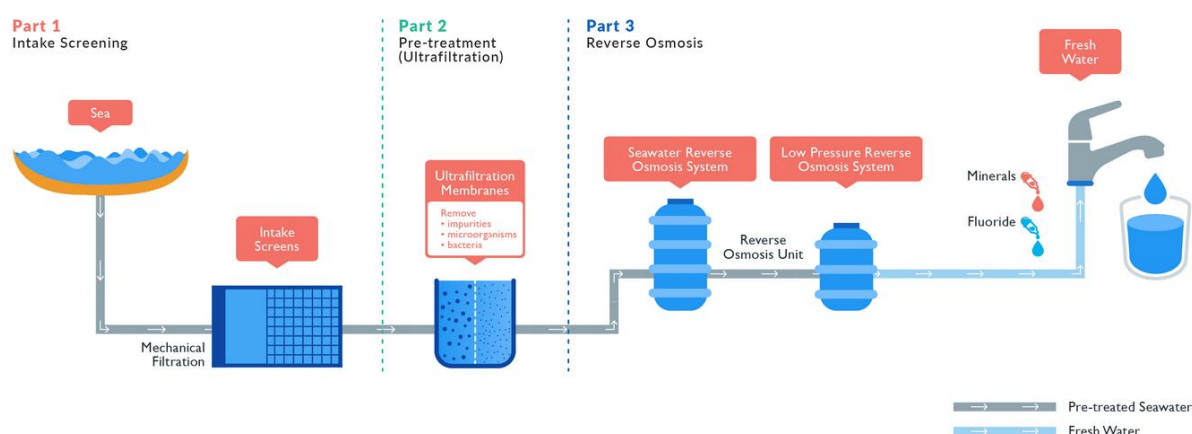 Part 1
Intake Screening
Part 2
Pre-treatment
(Ultrafiltration)
Part 3
Reverse Osmosis
Sea
Intake
Screens
Mechanical
Filtration
Ultrafiltration
Membranes
Remove
• impurities
• microorganisms
• bacteria
Seawater Reverse
Osmosis System
Reverse
Osmosis Unit
Low Pressure Reverse
Osmosis System
Minerals
Fluoride
Fresh
Water
Pre-treated Seawater
Fresh Water